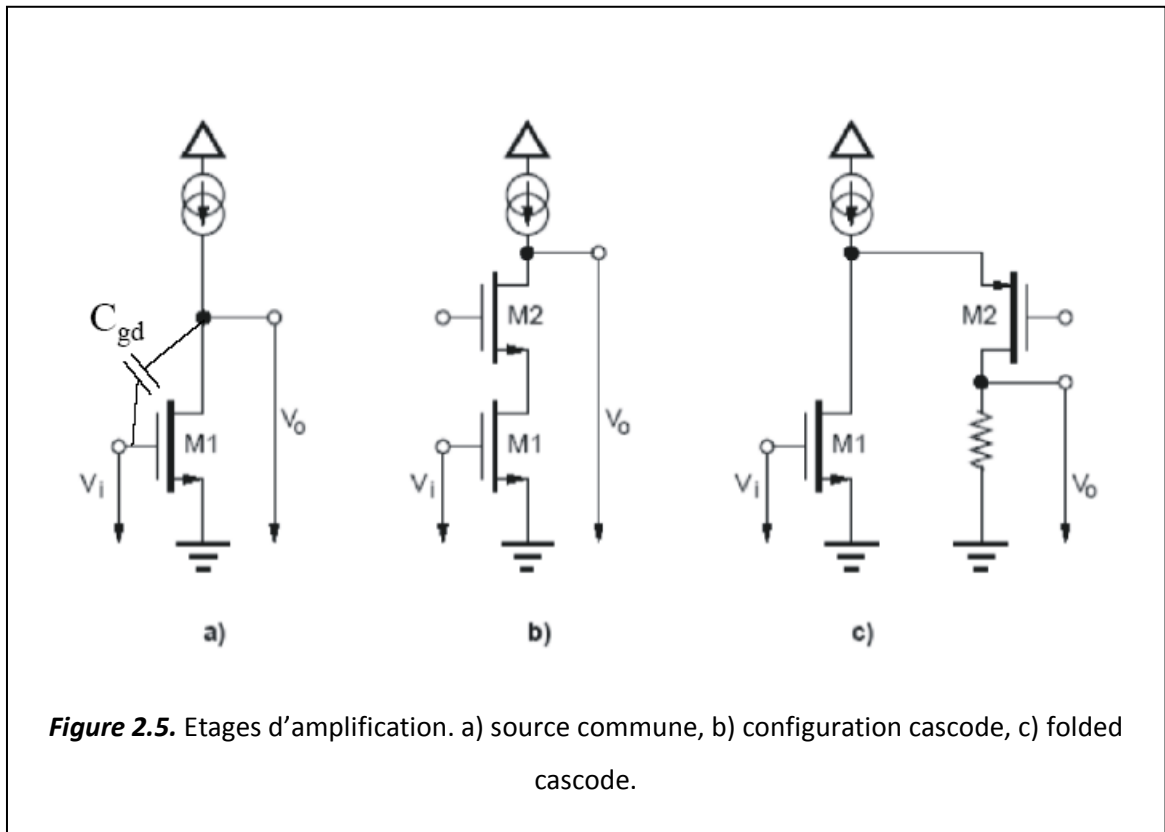 C_gd
M1
V_i
V_o
a)
M2
M1
V_i
V_o
b)
M2
M1
V_i
V_o
c)
Figure 2.5. Etages d'amplification. a) source commune, b) configuration cascode, c) folded
cascode.